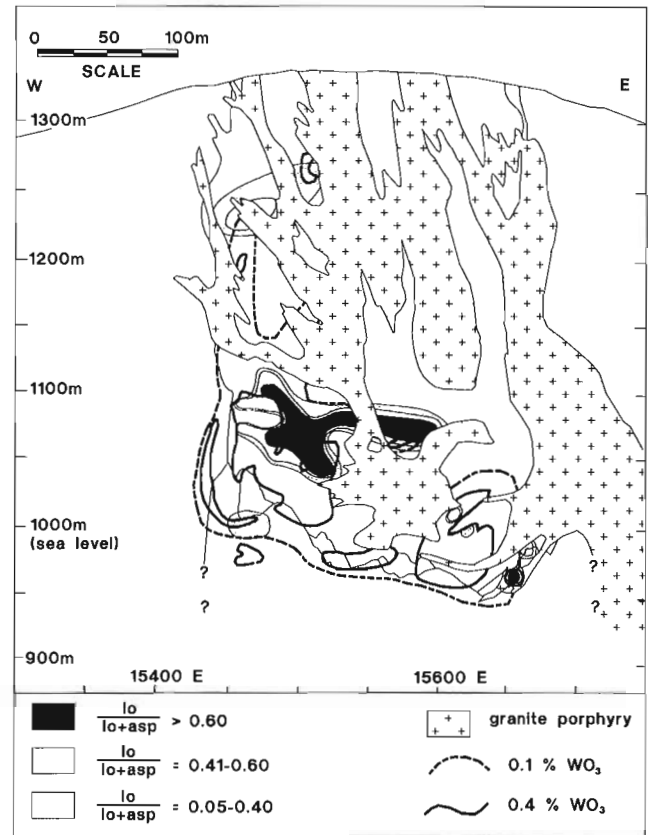 0 50 100m
SCALE
W E
1300m
1200m
1100m
1000m
(sea level)
? ?
? ?
900m
15400 E 15600 E
lo
lo+asp > 0.60
granite porphyry
lo
lo+asp = 0.41-0.60
0.1 % WO₃
lo
lo+asp = 0.05-0.40
0.4 % WO₃